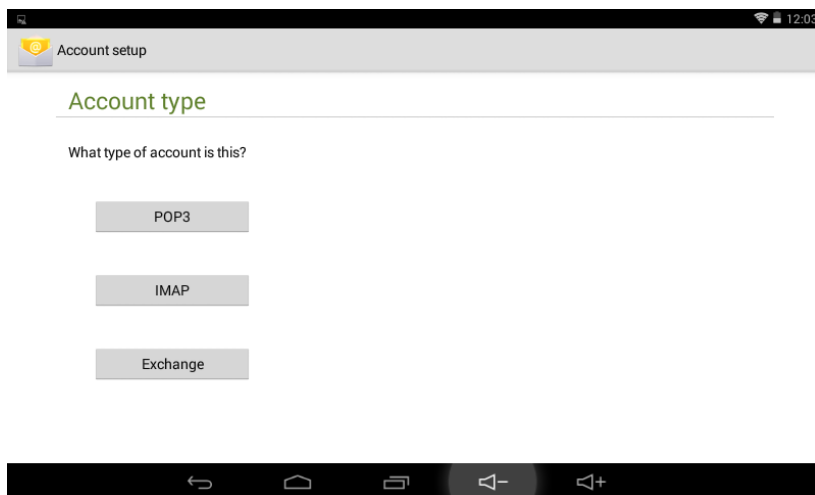 12:03
Account setup
Account type
What type of account is this?
POP3
IMAP
Exchange